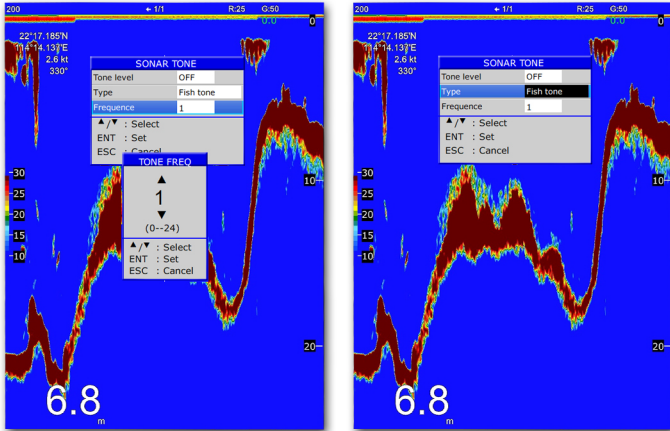 200 ← 1/1 R:25 G:50
0.0 0
22°17.185'N
114°14.137'E
2.6 kt
330°
SONAR TONE
Tone level OFF
Type Fish tone
Frequence 1
▲/▼ : Select
ENT : Set
ESC : Cancel
TONE FREQ
▲
1
▼
(0--24)
▲/▼ : Select
ENT : Set
ESC : Cancel
30
25
20
15
10
10
20
6.8
m
200 ← 1/1 R:25 G:50
0.0 0
22°17.185'N
114°14.137'E
2.6 kt
330°
SONAR TONE
Tone level OFF
Type Fish tone
Frequence 1
▲/▼ : Select
ENT : Set
ESC : Cancel
30
25
20
15
10
10
20
6.8
m